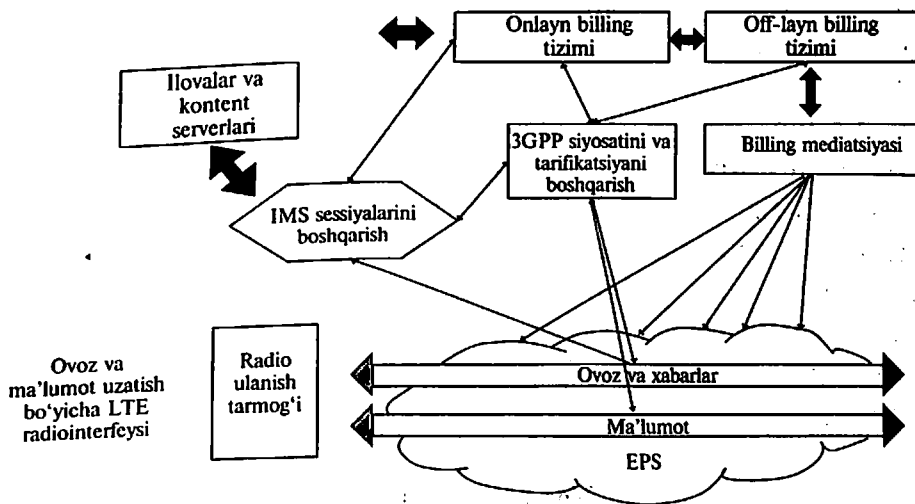 Onlayn billing
tizimi
Off-layn billing
tizimi
Ilovalar va
kontent
serverlari
3GPP siyosatini va
tarifikatsiyani
boshqarish
Billing mediatsiyasi
IMS sessiyalarini
boshqarish
Ovoz va
ma’lumot uzatish
bo‘yicha LTE
radiointerfeysi
Radio
ulanish
tarmog‘i
Ovoz va xabarlar
Ma’lumot
EPS